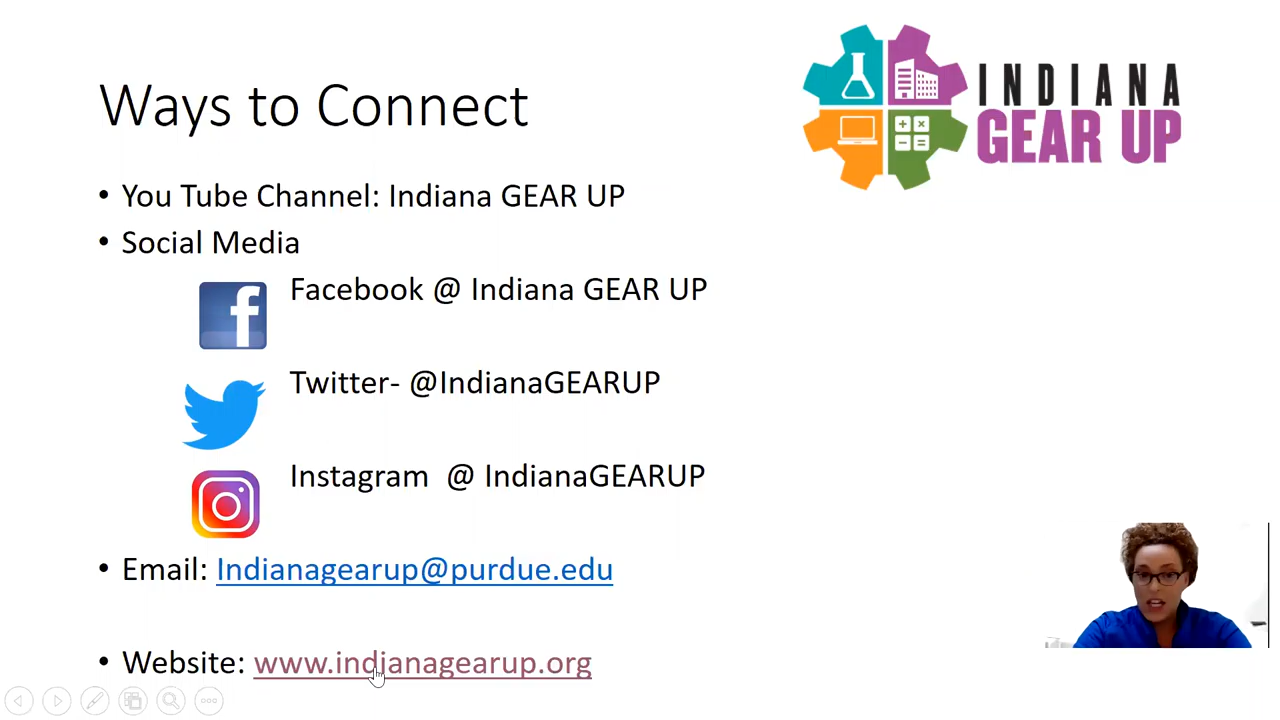 INDIANA
GEAR UP
Ways to Connect
• You Tube Channel: Indiana GEAR UP
• Social Media
Facebook @ Indiana GEAR UP
Twitter- @IndianaGEARUP
Instagram @ IndianaGEARUP
• Email: Indianagearup@purdue.edu
• Website: www.indianagearup.org